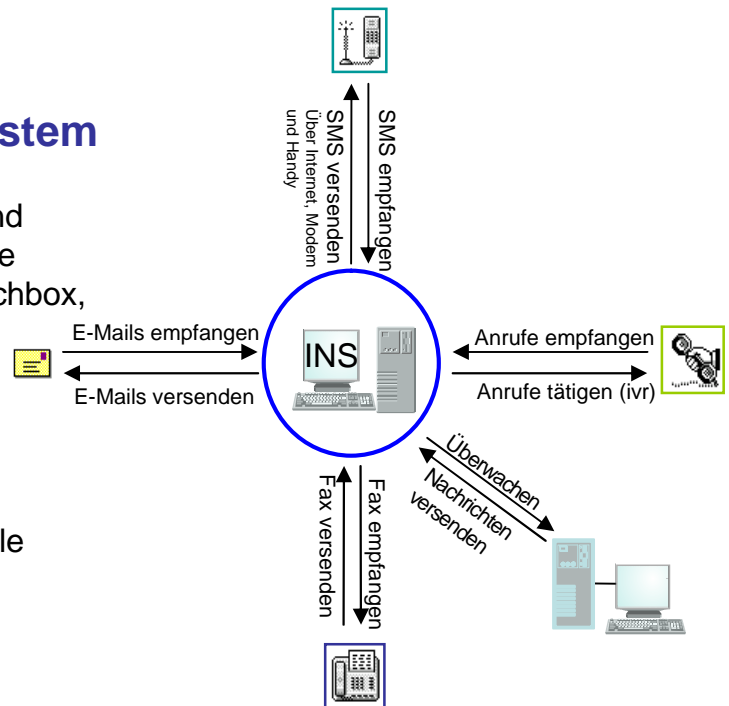 stem
nd
e
chbox,
le
SMS versenden
Über Internet, Modem
und Handy
SMS empfangen
E-Mails empfangen
E-Mails versenden
INS
Anrufe empfangen
Anrufe tätigen (ivr)
Überwachen
Nachrichten
versenden
Fax versenden
Fax empfangen